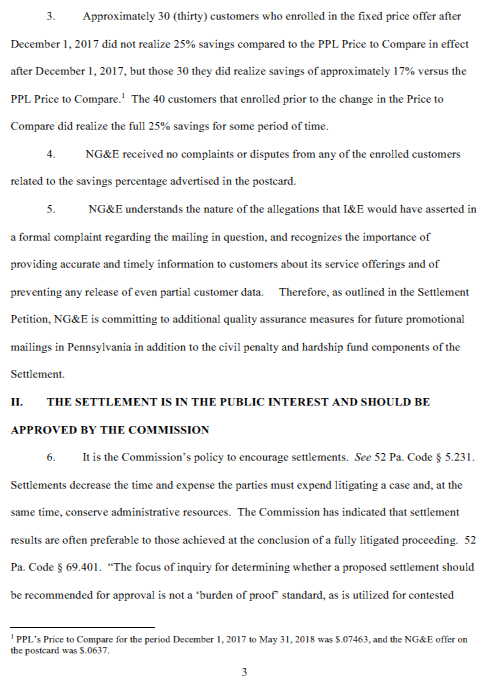 3. Approximately 30 (thirty) customers who enrolled in the fixed price offer after
December 1, 2017 did not realize 25% savings compared to the PPL Price to Compare in effect
after December 1, 2017, but those 30 they did realize savings of approximately 17% versus the
PPL Price to Compare.¹ The 40 customers that enrolled prior to the change in the Price to
Compare did realize the full 25% savings for some period of time.
4. NG&E received no complaints or disputes from any of the enrolled customers
related to the savings percentage advertised in the postcard.
5. NG&E understands the nature of the allegations that I&E would have asserted in
a formal complaint regarding the mailing in question, and recognizes the importance of
providing accurate and timely information to customers about its service offerings and of
preventing any release of even partial customer data. Therefore, as outlined in the Settlement
Petition, NG&E is committing to additional quality assurance measures for future promotional
mailings in Pennsylvania in addition to the civil penalty and hardship fund components of the
Settlement.
II. THE SETTLEMENT IS IN THE PUBLIC INTEREST AND SHOULD BE
APPROVED BY THE COMMISSION
6. It is the Commission's policy to encourage settlements. See 52 Pa. Code § 5.231.
Settlements decrease the time and expense the parties must expend litigating a case and, at the
same time, conserve administrative resources. The Commission has indicated that settlement
results are often preferable to those achieved at the conclusion of a fully litigated proceeding. 52
Pa. Code § 69.401. “The focus of inquiry for determining whether a proposed settlement should
be recommended for approval is not a ‘burden of proof’ standard, as is utilized for contested
¹ PPL's Price to Compare for the period December 1, 2017 to May 31, 2018 was $.07463, and the NG&E offer on
the postcard was $.0637.
3